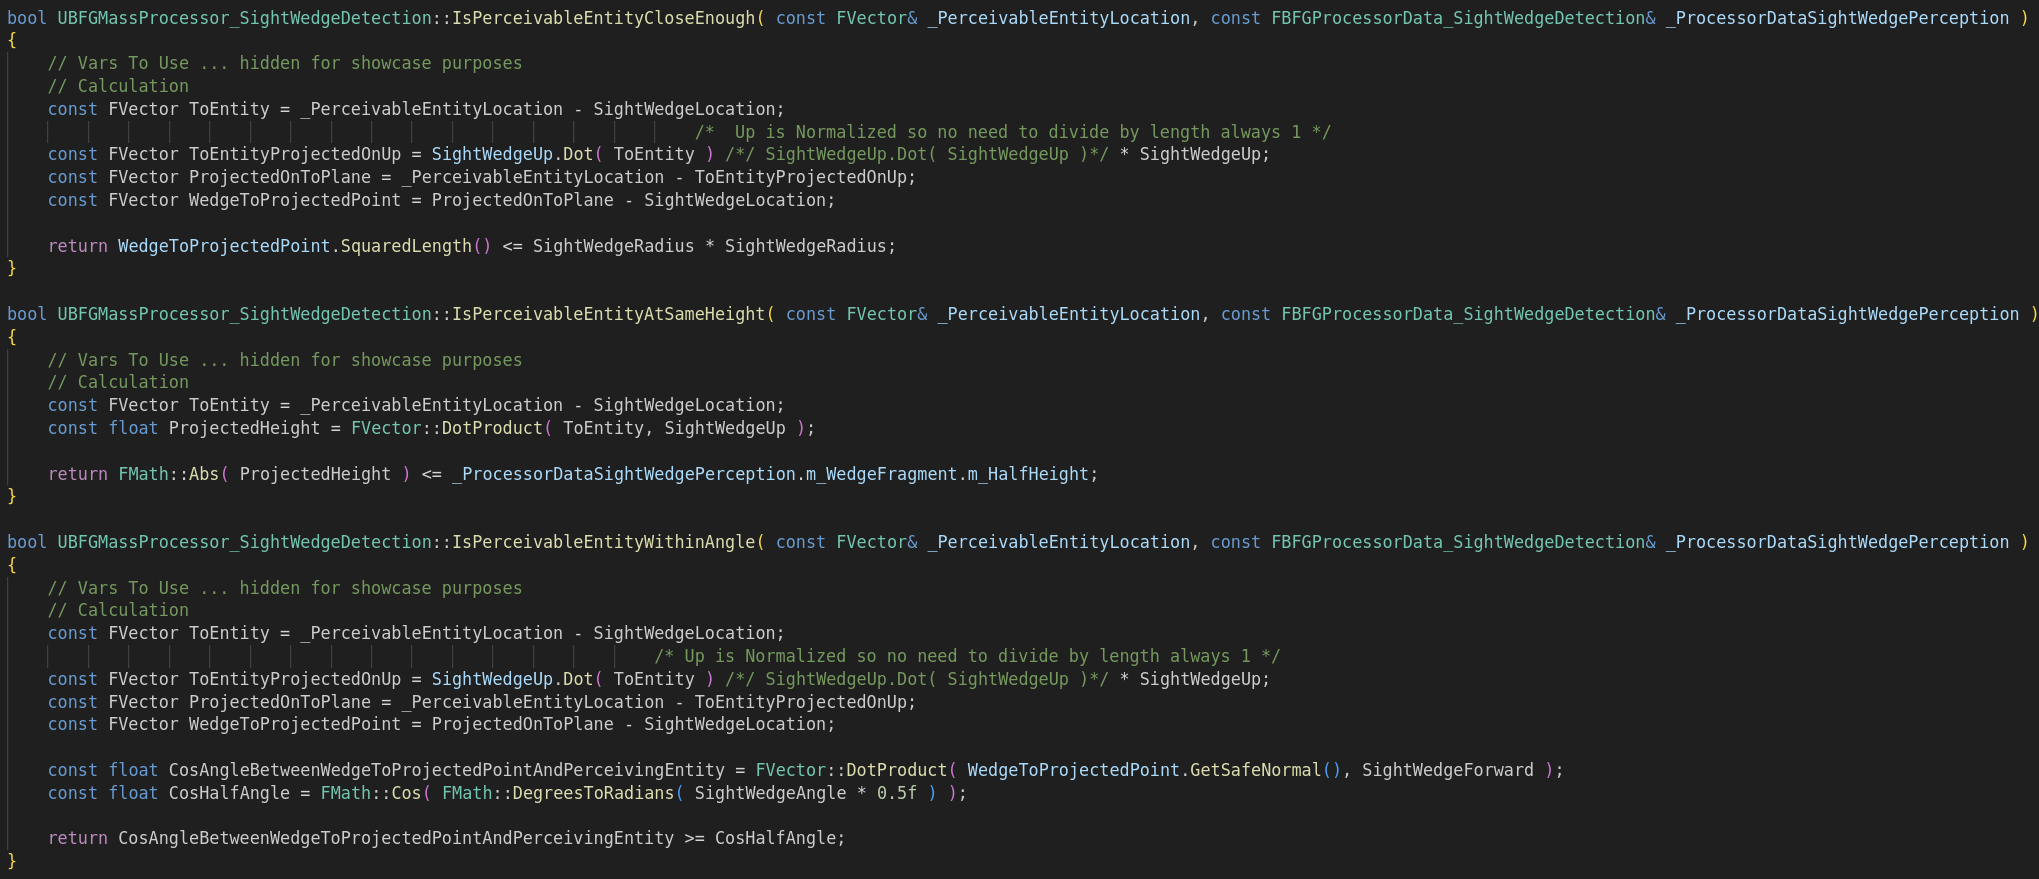 bool UBFGMassProcessor_SightWedgeDetection::IsPerceivableEntityCloseEnough( const FVector& _PerceivableEntityLocation, const FBFGProcessorData_SightWedgeDetection& _ProcessorDataSightWedgePerception )
{
    // Vars To Use ... hidden for showcase purposes
    // Calculation
    const FVector ToEntity = _PerceivableEntityLocation - SightWedgeLocation;
                                                                /*  Up is Normalized so no need to divide by length always 1 */
    const FVector ToEntityProjectedOnUp = SightWedgeUp.Dot( ToEntity ) /*/ SightWedgeUp.Dot( SightWedgeUp )*/ * SightWedgeUp;
    const FVector ProjectedOnToPlane = _PerceivableEntityLocation - ToEntityProjectedOnUp;
    const FVector WedgeToProjectedPoint = ProjectedOnToPlane - SightWedgeLocation;

    return WedgeToProjectedPoint.SquaredLength() <= SightWedgeRadius * SightWedgeRadius;
}

bool UBFGMassProcessor_SightWedgeDetection::IsPerceivableEntityAtSameHeight( const FVector& _PerceivableEntityLocation, const FBFGProcessorData_SightWedgeDetection& _ProcessorDataSightWedgePerception )
{
    // Vars To Use ... hidden for showcase purposes
    // Calculation
    const FVector ToEntity = _PerceivableEntityLocation - SightWedgeLocation;
    const float ProjectedHeight = FVector::DotProduct( ToEntity, SightWedgeUp );

    return FMath::Abs( ProjectedHeight ) <= _ProcessorDataSightWedgePerception.m_WedgeFragment.m_HalfHeight;
}

bool UBFGMassProcessor_SightWedgeDetection::IsPerceivableEntityWithinAngle( const FVector& _PerceivableEntityLocation, const FBFGProcessorData_SightWedgeDetection& _ProcessorDataSightWedgePerception )
{
    // Vars To Use ... hidden for showcase purposes
    // Calculation
    const FVector ToEntity = _PerceivableEntityLocation - SightWedgeLocation;
                                                            /* Up is Normalized so no need to divide by length always 1 */
    const FVector ToEntityProjectedOnUp = SightWedgeUp.Dot( ToEntity ) /*/ SightWedgeUp.Dot( SightWedgeUp )*/ * SightWedgeUp;
    const FVector ProjectedOnToPlane = _PerceivableEntityLocation - ToEntityProjectedOnUp;
    const FVector WedgeToProjectedPoint = ProjectedOnToPlane - SightWedgeLocation;

    const float CosAngleBetweenWedgeToProjectedPointAndPerceivingEntity = FVector::DotProduct( WedgeToProjectedPoint.GetSafeNormal(), SightWedgeForward );
    const float CosHalfAngle = FMath::Cos( FMath::DegreesToRadians( SightWedgeAngle * 0.5f ) );

    return CosAngleBetweenWedgeToProjectedPointAndPerceivingEntity >= CosHalfAngle;
}